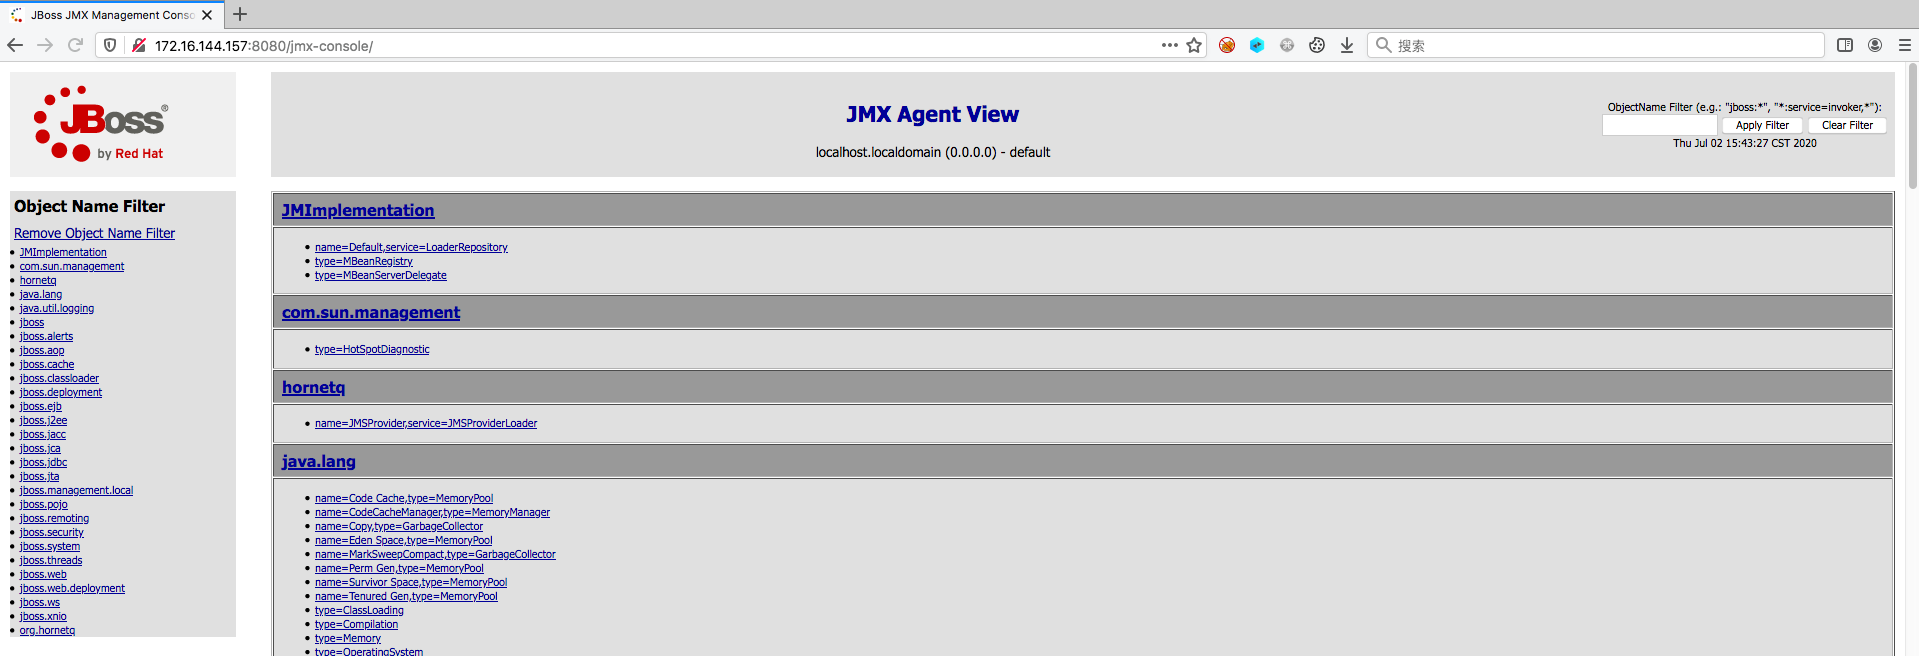 JBoss JMX Management Conso
172.16.144.157:8080/jmx-console/
搜索
JBoss®
by Red Hat
JMX Agent View
localhost.localdomain (0.0.0.0) - default
ObjectName Filter (e.g.: "jboss:*", "*:service=invoker,*"):
Apply Filter
Clear Filter
Thu Jul 02 15:43:27 CST 2020
Object Name Filter
Remove Object Name Filter
JMImplementation
com.sun.management
hornetq
java.lang
java.util.logging
jboss
jboss.alerts
jboss.aop
jboss.cache
jboss.classloader
jboss.deployment
jboss.ejb
jboss.j2ee
jboss.jacc
jboss.jca
jboss.jdbc
jboss.jta
jboss.management.local
jboss.pojo
jboss.remoting
jboss.security
jboss.system
jboss.threads
jboss.web
jboss.web.deployment
jboss.ws
jboss.xnio
org.hornetq
JMImplementation
name=Default,service=LoaderRepository
type=MBeanRegistry
type=MBeanServerDelegate
com.sun.management
type=HotSpotDiagnostic
hornetq
name=JMSProvider,service=JMSProviderLoader
java.lang
name=Code Cache,type=MemoryPool
name=CodeCacheManager,type=MemoryManager
name=Copy,type=GarbageCollector
name=Eden Space,type=MemoryPool
name=MarkSweepCompact,type=GarbageCollector
name=Perm Gen,type=MemoryPool
name=Survivor Space,type=MemoryPool
name=Tenured Gen,type=MemoryPool
type=ClassLoading
type=Compilation
type=Memory
type=OperatingSystem